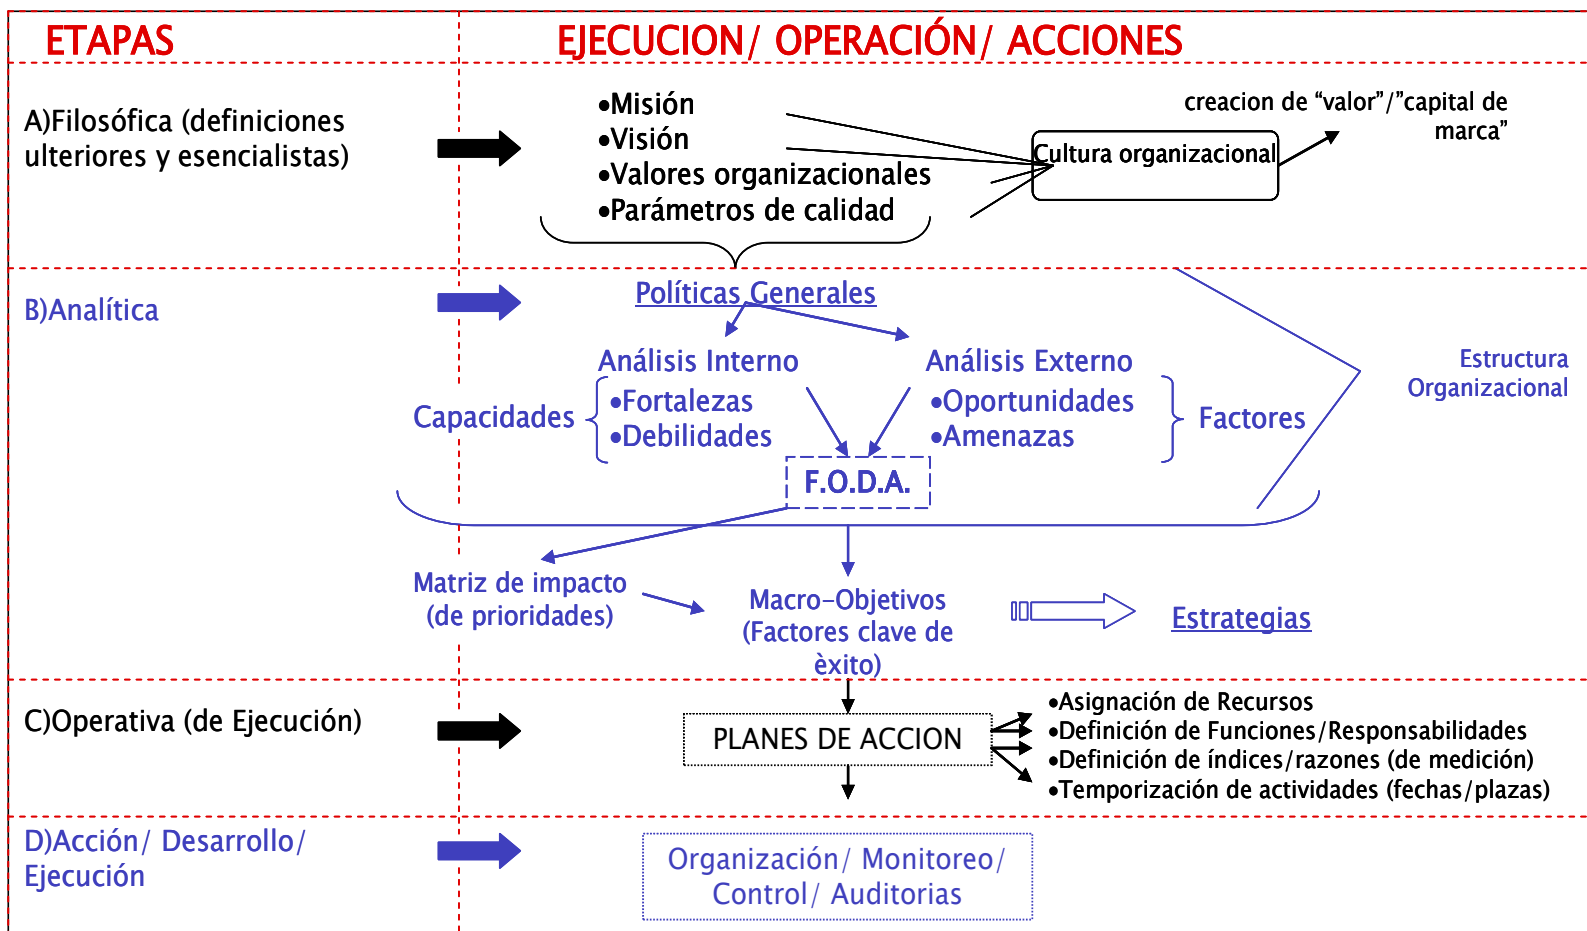 ETAPAS
EJECUCION/ OPERACIÓN/ ACCIONES
A)Filosófica (definiciones
ulteriores y esencialistas)
•Misión
•Visión
•Valores organizacionales
•Parámetros de calidad
Cultura organizacional
creacion de “valor”/”capital de
marca”
B)Analítica
Políticas Generales
Análisis Interno
Análisis Externo
Capacidades
•Fortalezas
•Debilidades
•Oportunidades
•Amenazas
Factores
Estructura
Organizacional
F.O.D.A.
Matriz de impacto
(de prioridades)
Macro-Objetivos
(Factores clave de
èxito)
Estrategias
C)Operativa (de Ejecución)
PLANES DE ACCION
•Asignación de Recursos
•Definición de Funciones/Responsabilidades
•Definición de índices/razones (de medición)
•Temporización de actividades (fechas/plazas)
D)Acción/ Desarrollo/
Ejecución
Organización/ Monitoreo/
Control/ Auditorias